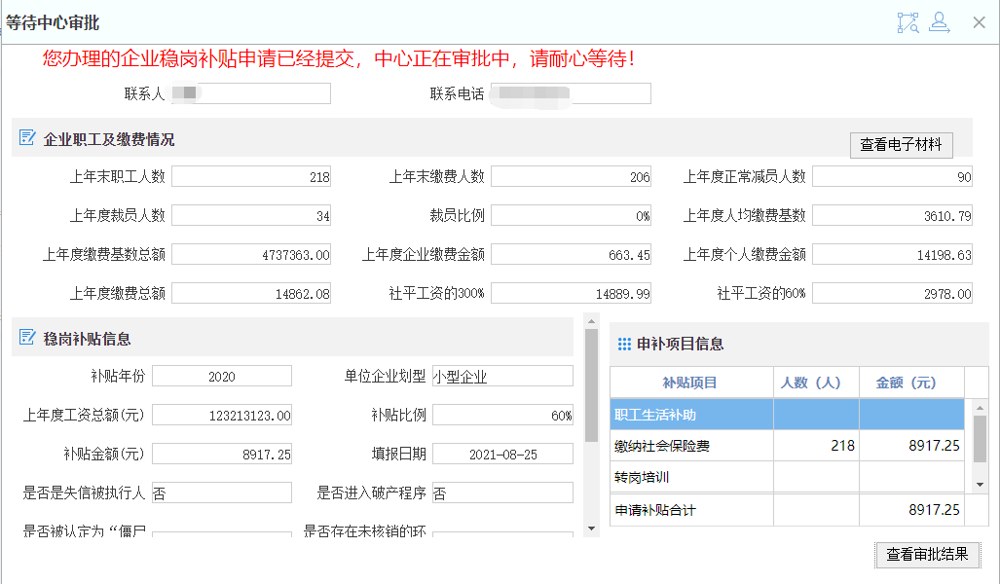 等待中心审批
您办理的企业稳岗补贴申请已经提交，中心正在审批中，请耐心等待！
联系人 联系电话
企业职工及缴费情况 查看电子材料
上年末职工人数 218 上年末缴费人数 206 上年度正常减员人数 90
上年度裁员人数 34 裁员比例 0% 上年度人均缴费基数 3610.79
上年度缴费基数总额 4737363.00 上年度企业缴费金额 663.45 上年度个人缴费金额 14198.63
上年度缴费总额 14862.08 社平工资的300% 14889.99 社平工资的60% 2978.00
稳岗补贴信息
补贴年份 2020 单位企业划型 小型企业
上年度工资总额(元) 123213123.00 补贴比例 60%
补贴金额(元) 8917.25 填报日期 2021-08-25
是否是失信被执行人 否 是否进入破产程序 否
是否被认定为“僵尸 是否存在未核销的环
申补项目信息
补贴项目 人数（人） 金额（元）
职工生活补助
缴纳社会保险费 218 8917.25
转岗培训
申请补贴合计 8917.25
查看审批结果